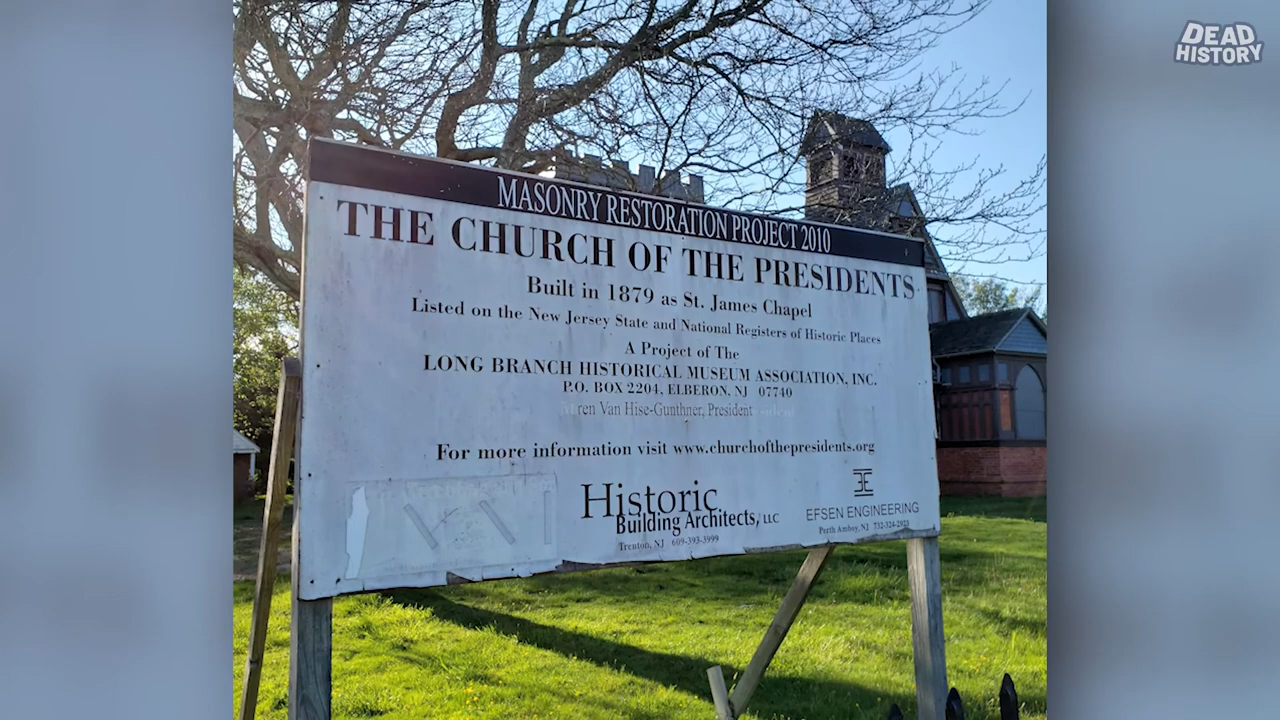 DEAD
HISTORY
MASONRY RESTORATION PROJECT 2010
THE CHURCH OF THE PRESIDENTS
Built in 1879 as St. James Chapel
Listed on the New Jersey State and National Registers of Historic Places
A Project of The
LONG BRANCH HISTORICAL MUSEUM ASSOCIATION, INC.
P.O. BOX 2204, ELBERON, NJ 07740
Van Hise-Gunthner, President
For more information visit www.churchofthepresidents.org
Historic
Building Architects, LLC
Trenton, NJ 609-393-3999
EFSEN ENGINEERING
Perth Amboy, NJ 732-324-2923